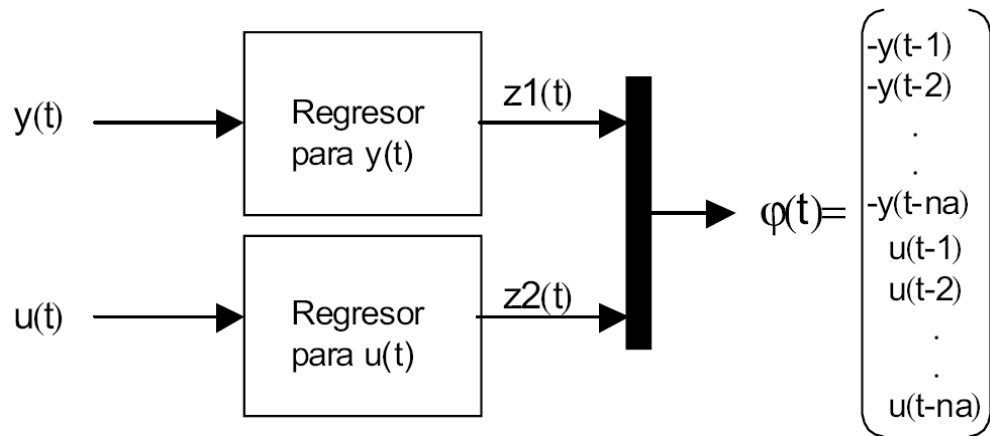 y(t)
Regresor
para y(t)
z1(t)
u(t)
Regresor
para u(t)
z2(t)
φ(t)=
-y(t-1)
-y(t-2)
.
.
-y(t-na)
u(t-1)
u(t-2)
.
.
u(t-na)